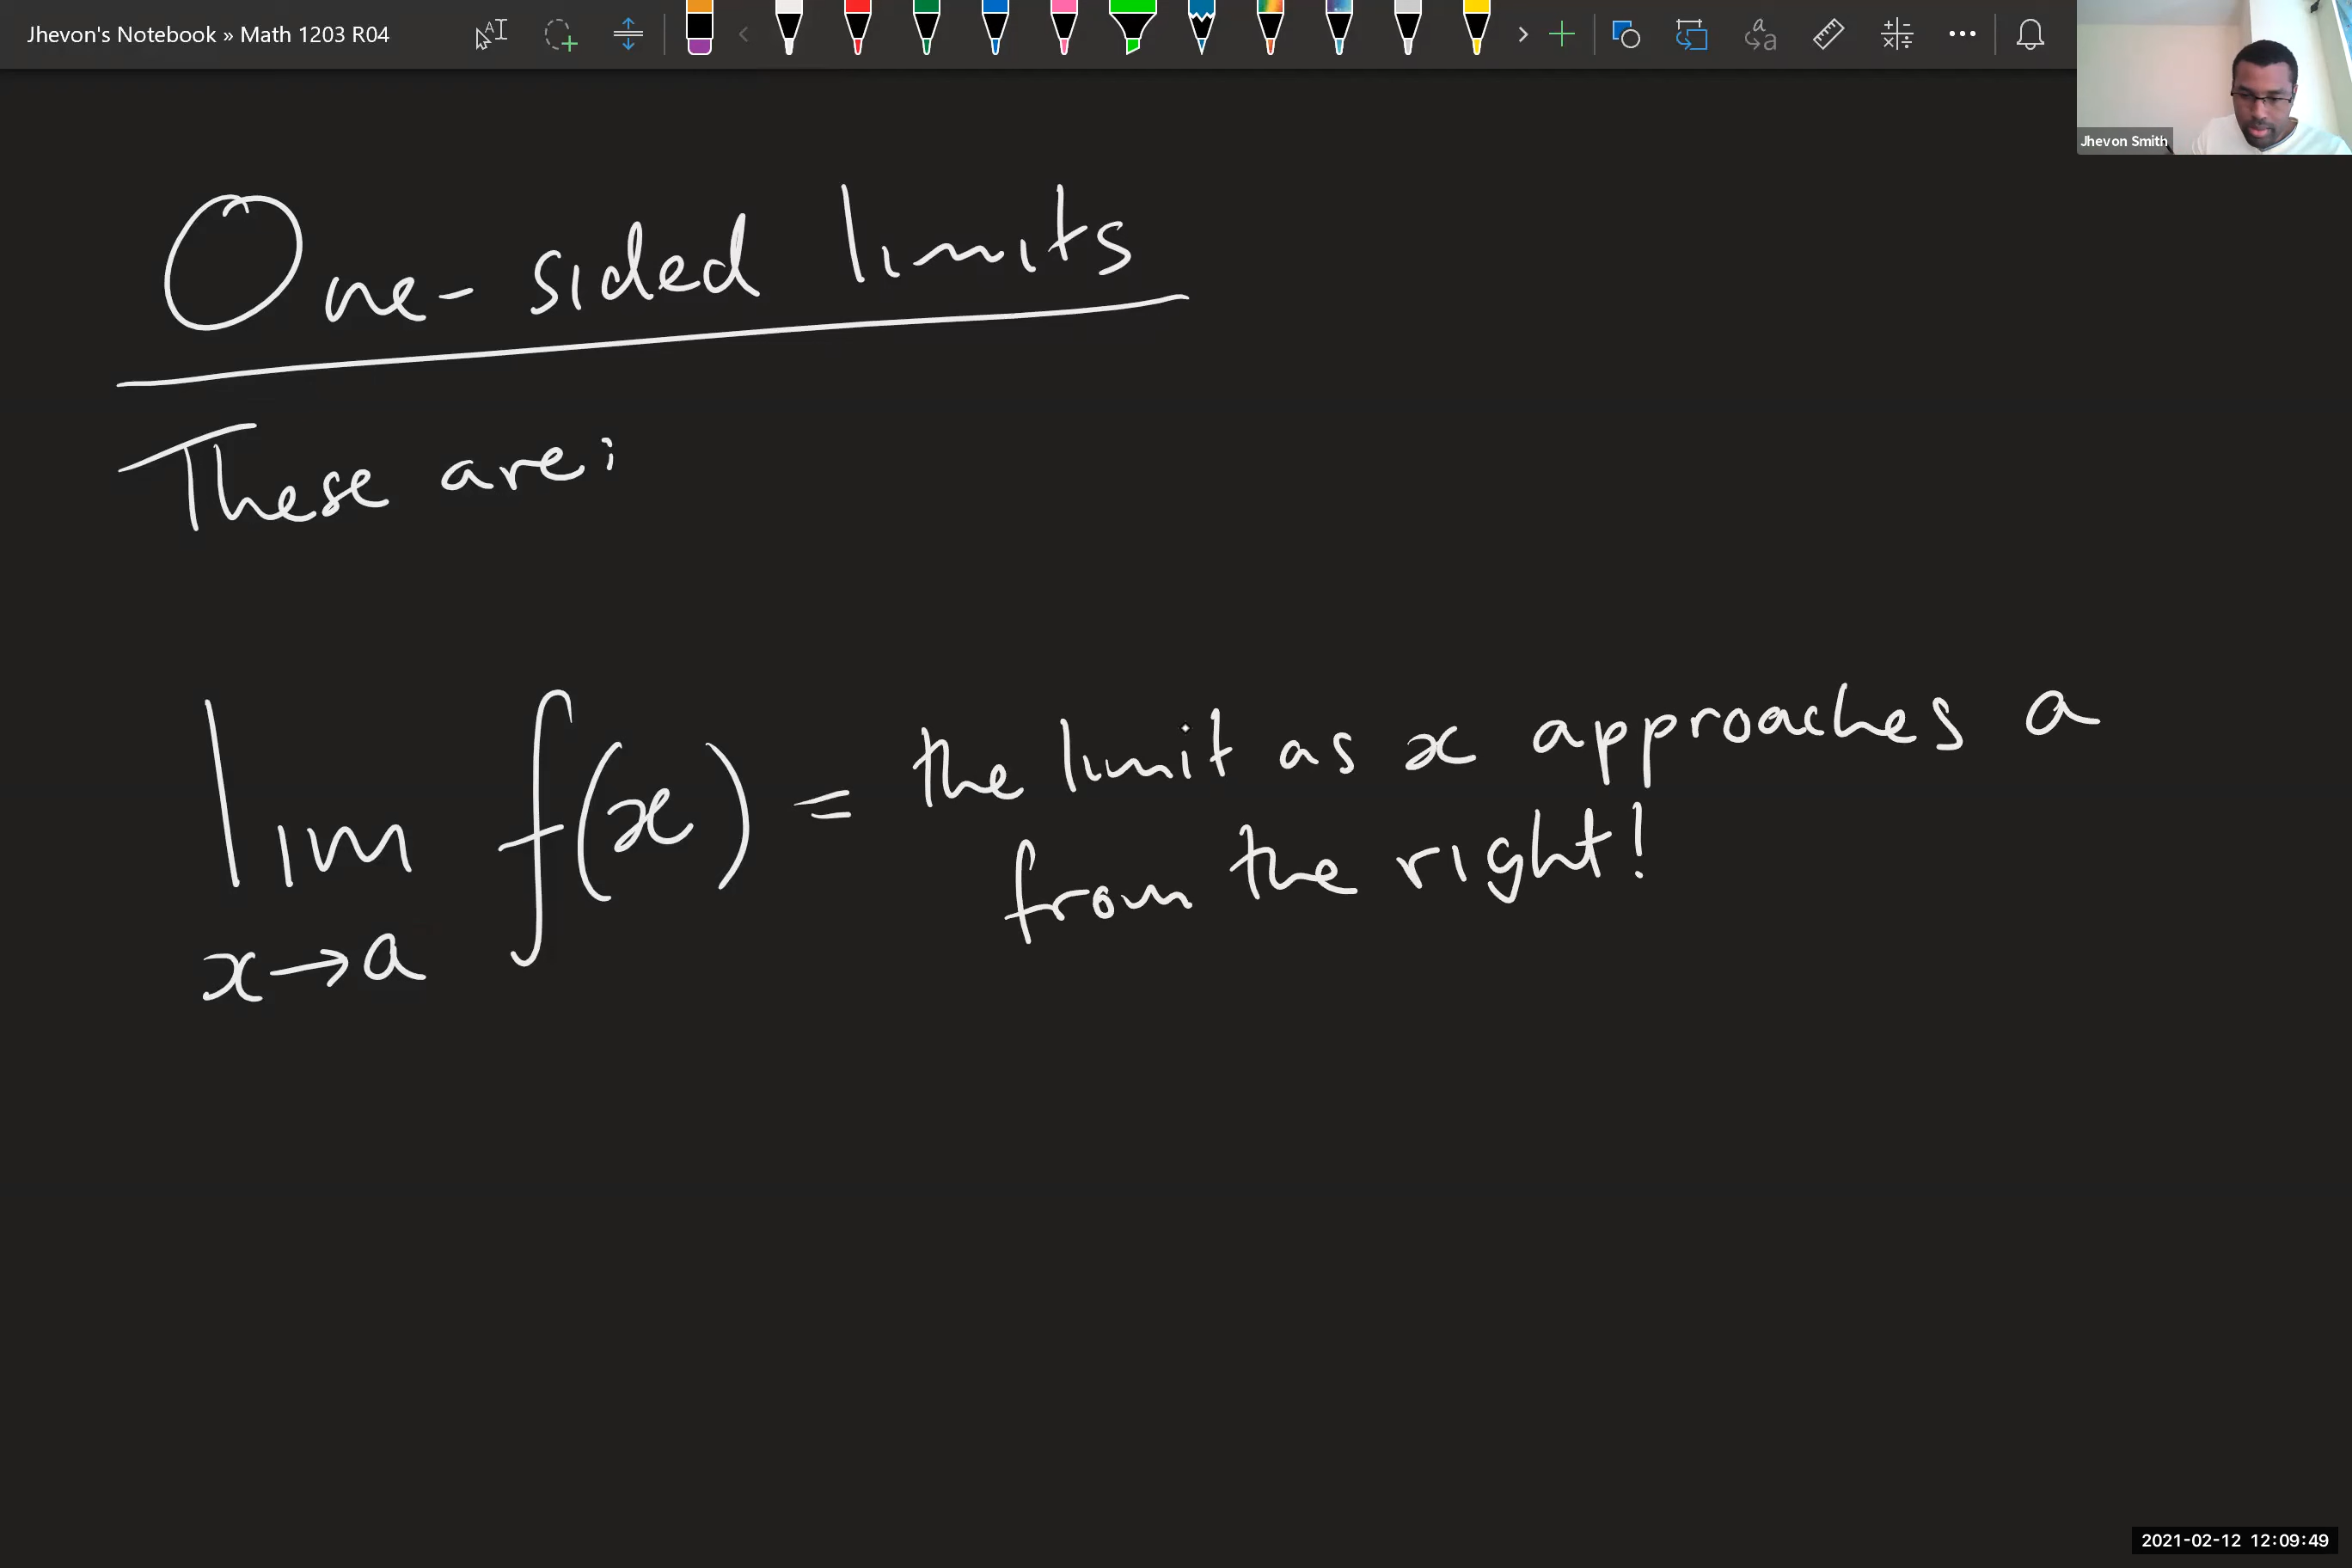 Jhevon's Notebook » Math 1203 R04
Jhevon Smith
One-sided limits
These are:
lim f(x) = the limit as x approaches a
x→a
from the right!
2021-02-12 12:09:49